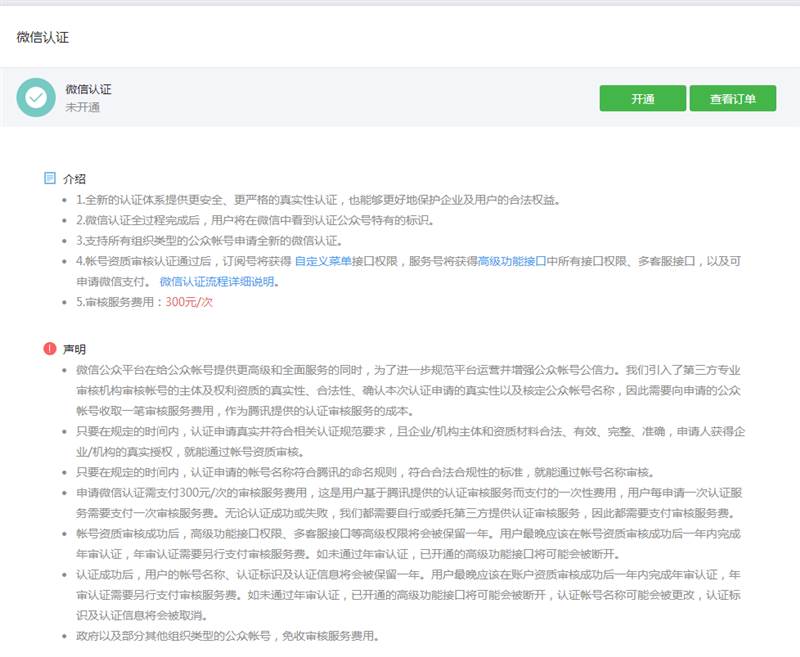 微信认证
微信认证
未开通
开通
查看订单
介绍
1.全新的认证体系提供更安全、更严格的真实性认证，也能够更好地保护企业及用户的合法权益。
2.微信认证全过程完成后，用户将在微信中看到认证公众号特有的标识。
3.支持所有组织类型的公众帐号申请全新的微信认证。
4.帐号资质审核认证通过后，订阅号将获得 自定义菜单接口权限，服务号将获得高级功能接口中所有接口权限、多客服接口，以及可
申请微信支付。 微信认证流程详细说明。
5.审核服务费用：300元/次
声明
微信公众平台在给公众帐号提供更高级和全面服务的同时，为了进一步规范平台运营并增强公众帐号公信力。我们引入了第三方专业
审核机构审核帐号的主体及权利资质的真实性、合法性、确认本次认证申请的真实性以及核定公众帐号名称，因此需要向申请的公众
帐号收取一笔审核服务费用，作为腾讯提供的认证审核服务的成本。
只要在规定的时间内，认证申请真实并符合相关认证规范要求，且企业/机构主体和资质材料合法、有效、完整、准确，申请人获得企
业/机构的真实授权，就能通过帐号资质审核。
只要在规定的时间内，认证申请的帐号名称符合腾讯的命名规则，符合合法合规性的标准，就能通过帐号名称审核。
申请微信认证需支付300元/次的审核服务费用，这是用户基于腾讯提供的认证审核服务而支付的一次性费用，用户每申请一次认证服
务需要支付一次审核服务费。无论认证成功或失败，我们都需要自行或委托第三方提供认证审核服务，因此都需要支付审核服务费。
帐号资质审核成功后，高级功能接口权限、多客服接口等高级权限将会被保留一年。用户最晚应该在帐号资质审核成功后一年内完成
年审认证，年审认证需要另行支付审核服务费。如未通过年审认证，已开通的高级功能接口将可能会被断开。
认证成功后，用户的帐号名称、认证标识及认证信息将会被保留一年。用户最晚应该在账户资质审核成功后一年内完成年审认证，年
审认证需要另行支付审核服务费。如未通过年审认证，已开通的高级功能接口将可能会被断开，认证帐号名称可能会被更改，认证标
识及认证信息将会被取消。
政府以及部分其他组织类型的公众帐号，免收审核服务费用。